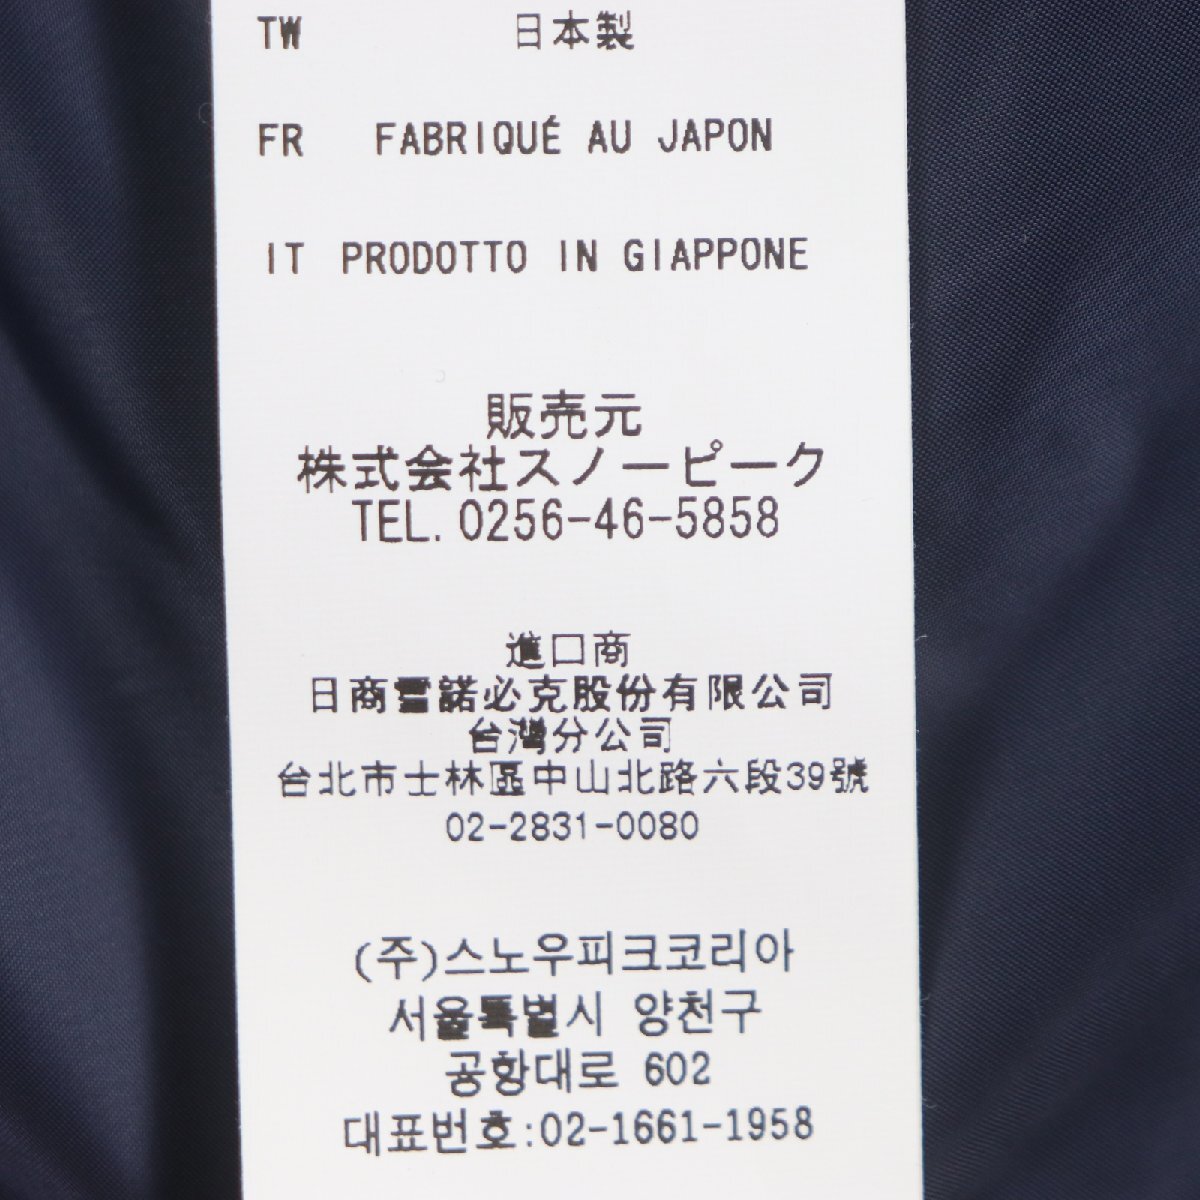 TW 日本製
FR FABRIQUÉ AU JAPON
IT PRODOTTO IN GIAPPONE
販売元
株式会社スノーピーク
TEL. 0256-46-5858
進口商
日商雪諾必克股份有限公司
台灣分公司
台北市士林區中山北路六段39號
02-2831-0080
(주)스노우피크코리아
서울특별시 양천구
공항대로 602
대표번호:02-1661-1958